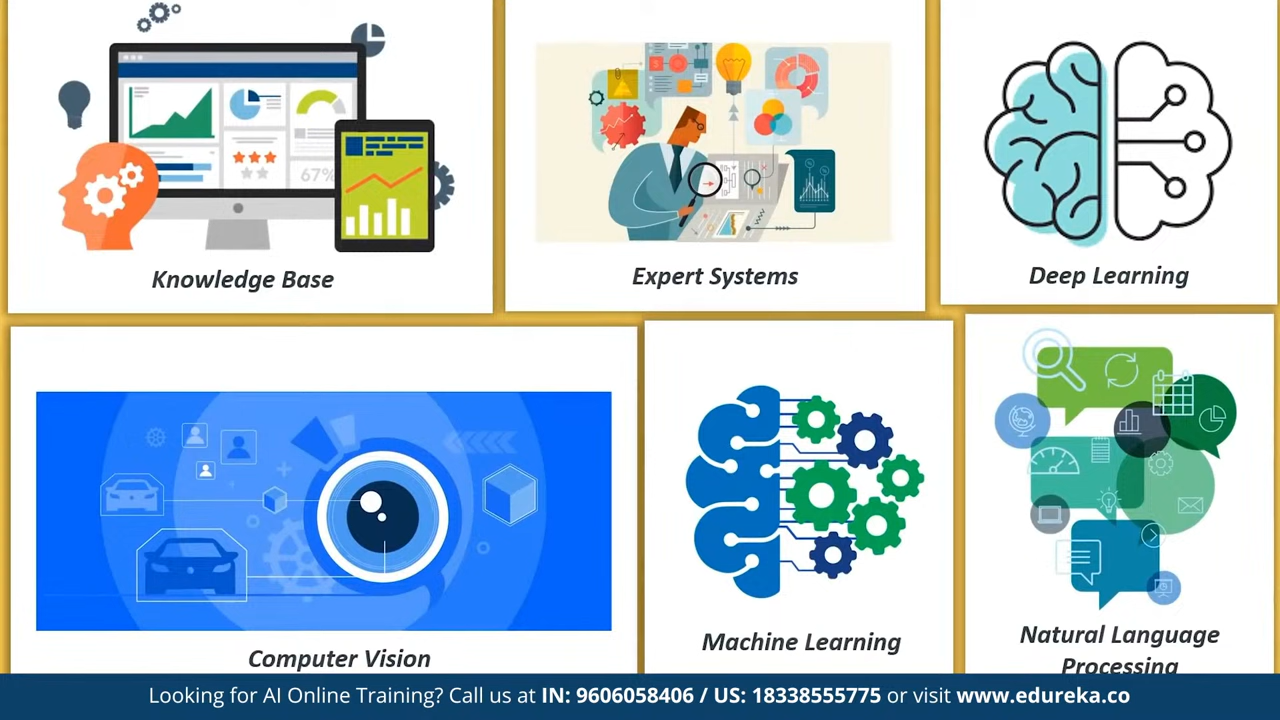 67%
Knowledge Base
Expert Systems
Deep Learning
Computer Vision
Machine Learning
Natural Language
Processing
Looking for AI Online Training? Call us at IN: 9606058406 / US: 18338555775 or visit www.edureka.co